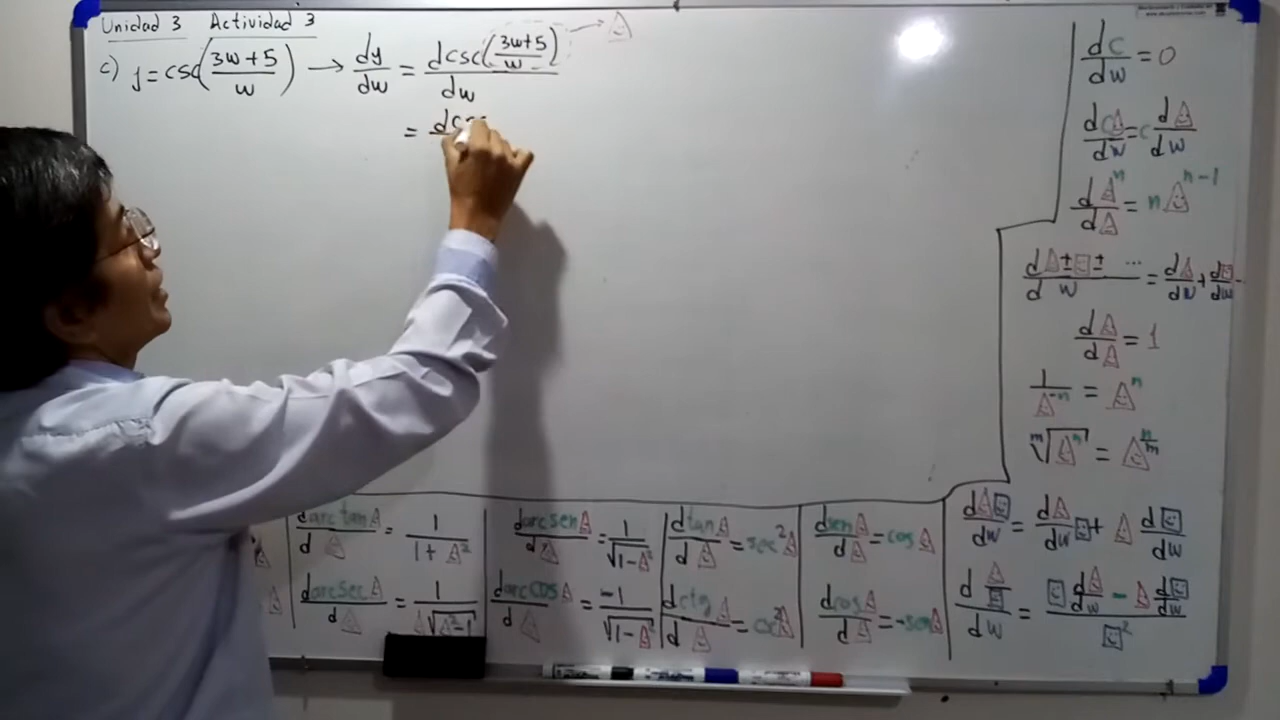 Unidad 3 Actividad 3
c) y = csc((3w+5)/w) → dy/dw = dcsc((3w+5)/w)/dw → △
= dcsc
dc/dw = 0
dc△/dw = c d△/dw
d△ⁿ/d△ = n△ⁿ⁻¹
d△±□± .../dw = d△/dw + d□/dw -
d△/d△ = 1
1/△⁻ⁿ = △ⁿ
ᵐ√△ⁿ = △^(n/m)
d△□/dw = d△/dw □ + △ d□/dw
d(△/□)/dw = (□ d△/dw - △ d□/dw)/□²
darctan△/d△ = 1/(1+△²)
darcsen△/d△ = 1/√(1-△²)
dtan△/d△ = sec²△
dsen△/d△ = cos△
darcsec△/d△ = 1/(△√(△²-1))
darccos△/d△ = -1/√(1-△²)
dctg△/d△ =
dcos△/d△ = -sen△